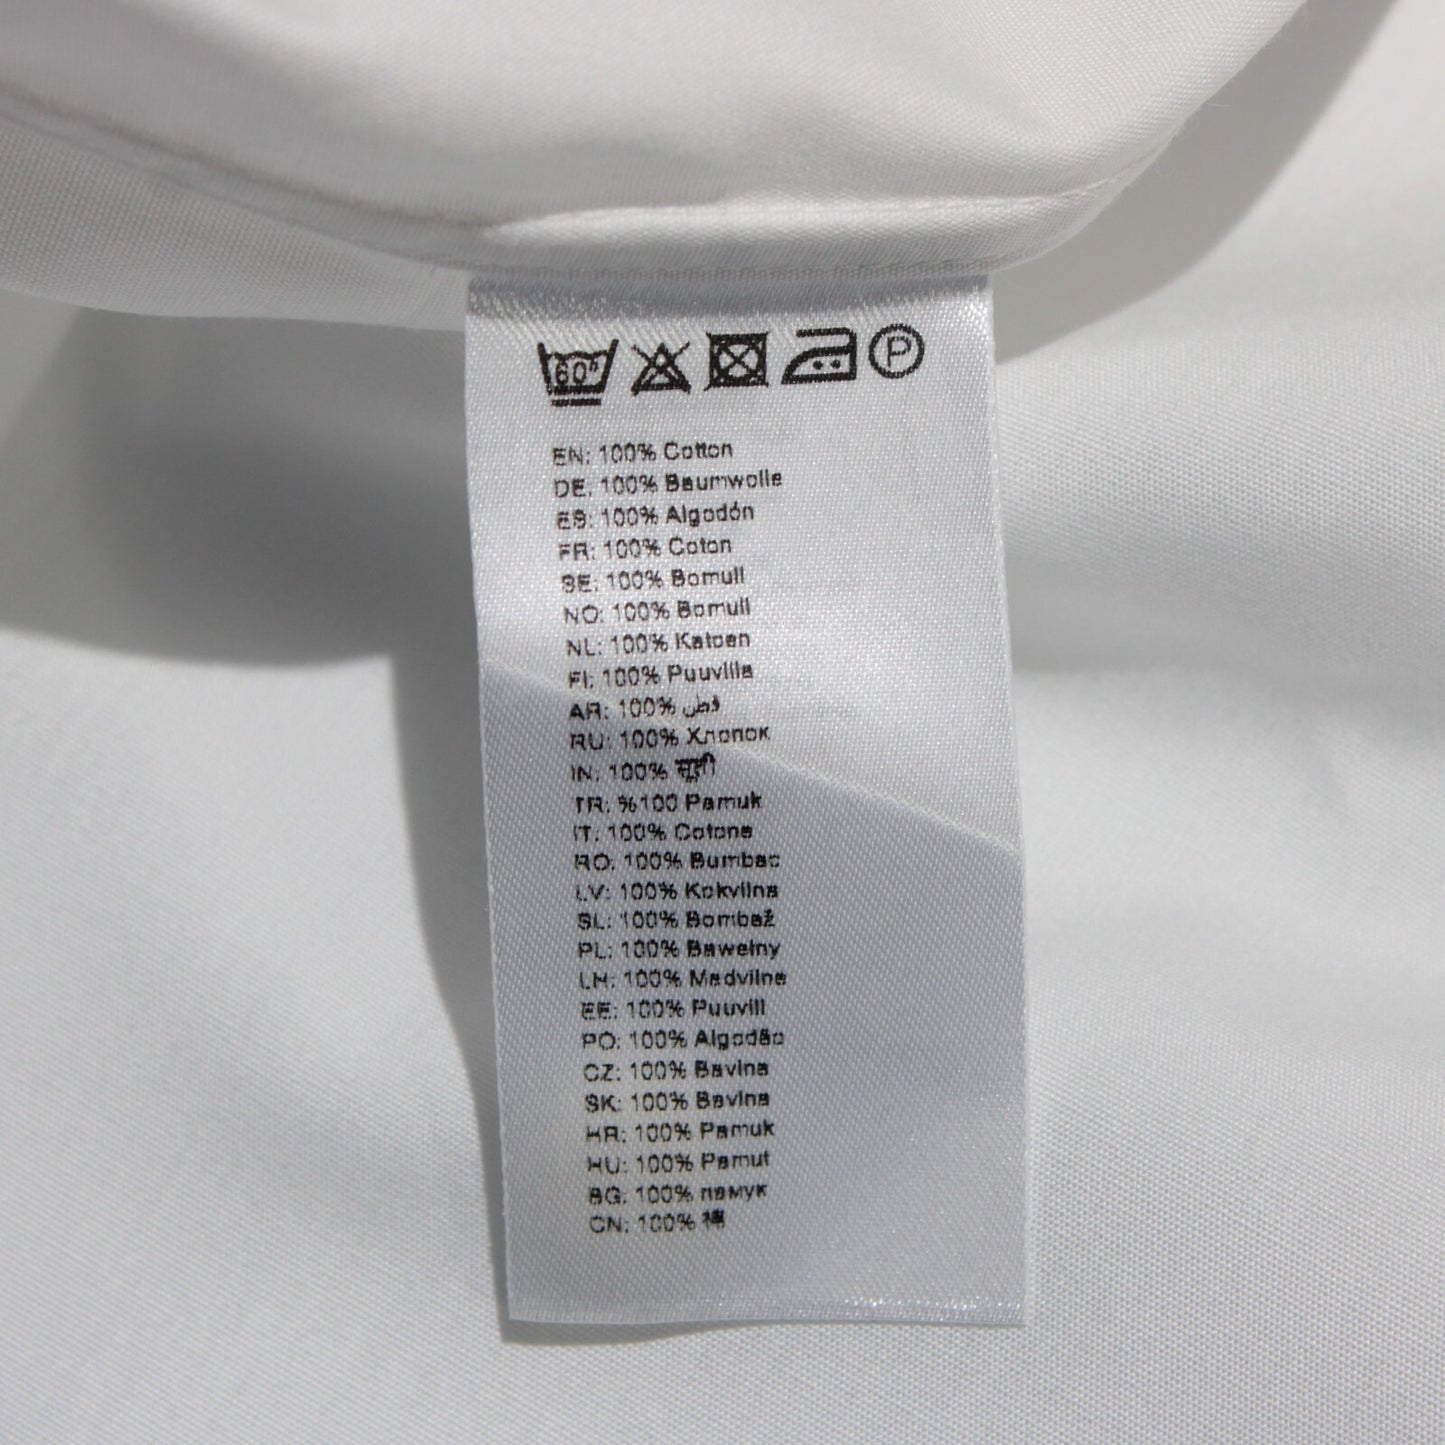 60°
P
EN: 100% Cotton
DE: 100% Baumwolle
ES: 100% Algodón
FR: 100% Coton
SE: 100% Bomull
NO: 100% Bomull
NL: 100% Katoen
FI: 100% Puuvilla
AR: 100% قطن
RU: 100% Хлопок
IN: 100% सूती
TR: %100 Pamuk
IT: 100% Cotone
RO: 100% Bumbac
LV: 100% Kokvilna
SL: 100% Bombaž
PL: 100% Bawełny
LH: 100% Medvilne
EE: 100% Puuvill
PO: 100% Algodão
CZ: 100% Bavlna
SK: 100% Bavlna
HR: 100% Pamuk
HU: 100% Pamut
BG: 100% памук
CN: 100% 棉